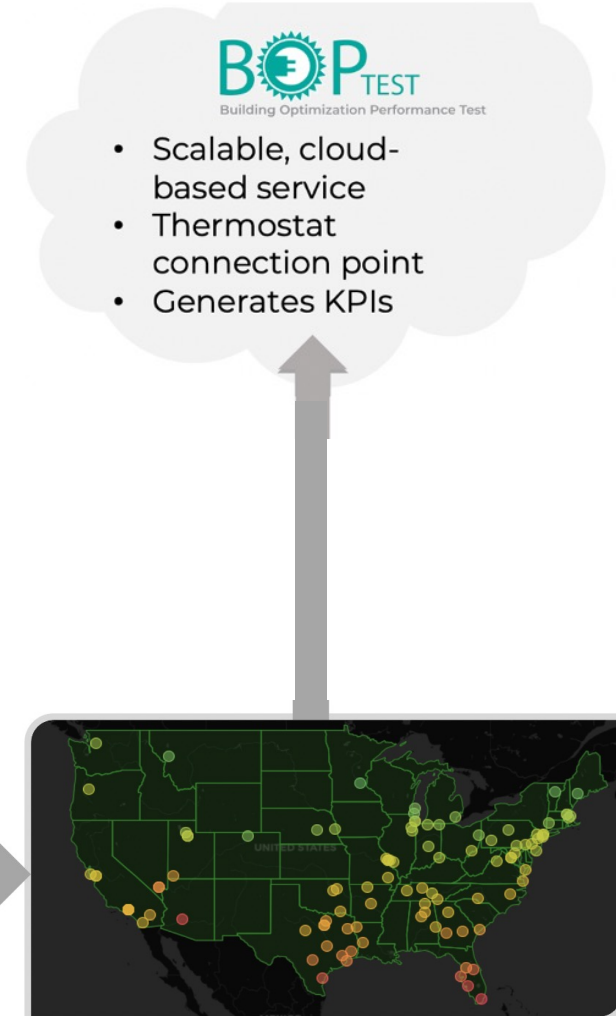 BOPTEST
Building Optimization Performance Test
• Scalable, cloud-
based service
• Thermostat
connection point
• Generates KPIs
UNITED STATES